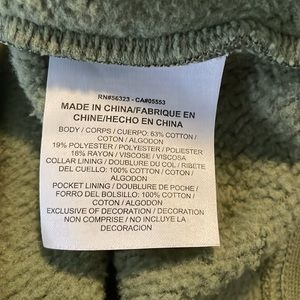 RN#56323 - CA#05553
MADE IN CHINA/FABRIQUE EN
CHINE/HECHO EN CHINA
BODY / CORPS / CUERPO: 63% COTTON /
COTON / ALGODON
19% POLYESTER / POLYESTER / POLIESTER
18% RAYON / VISCOSE / VISCOSA
COLLAR LINING / DOUBLURE DU COL / RIBETE
DEL CUELLO: 100% COTTON / COTON /
ALGODON
POCKET LINING / DOUBLURE DE POCHE /
FORRO DEL BOLSILLO: 100% COTTON /
COTON / ALGODON
EXCLUSIVE OF DECORATION / DECORATION
NON COMPRISE / NO INCLUYE LA
DECORACION